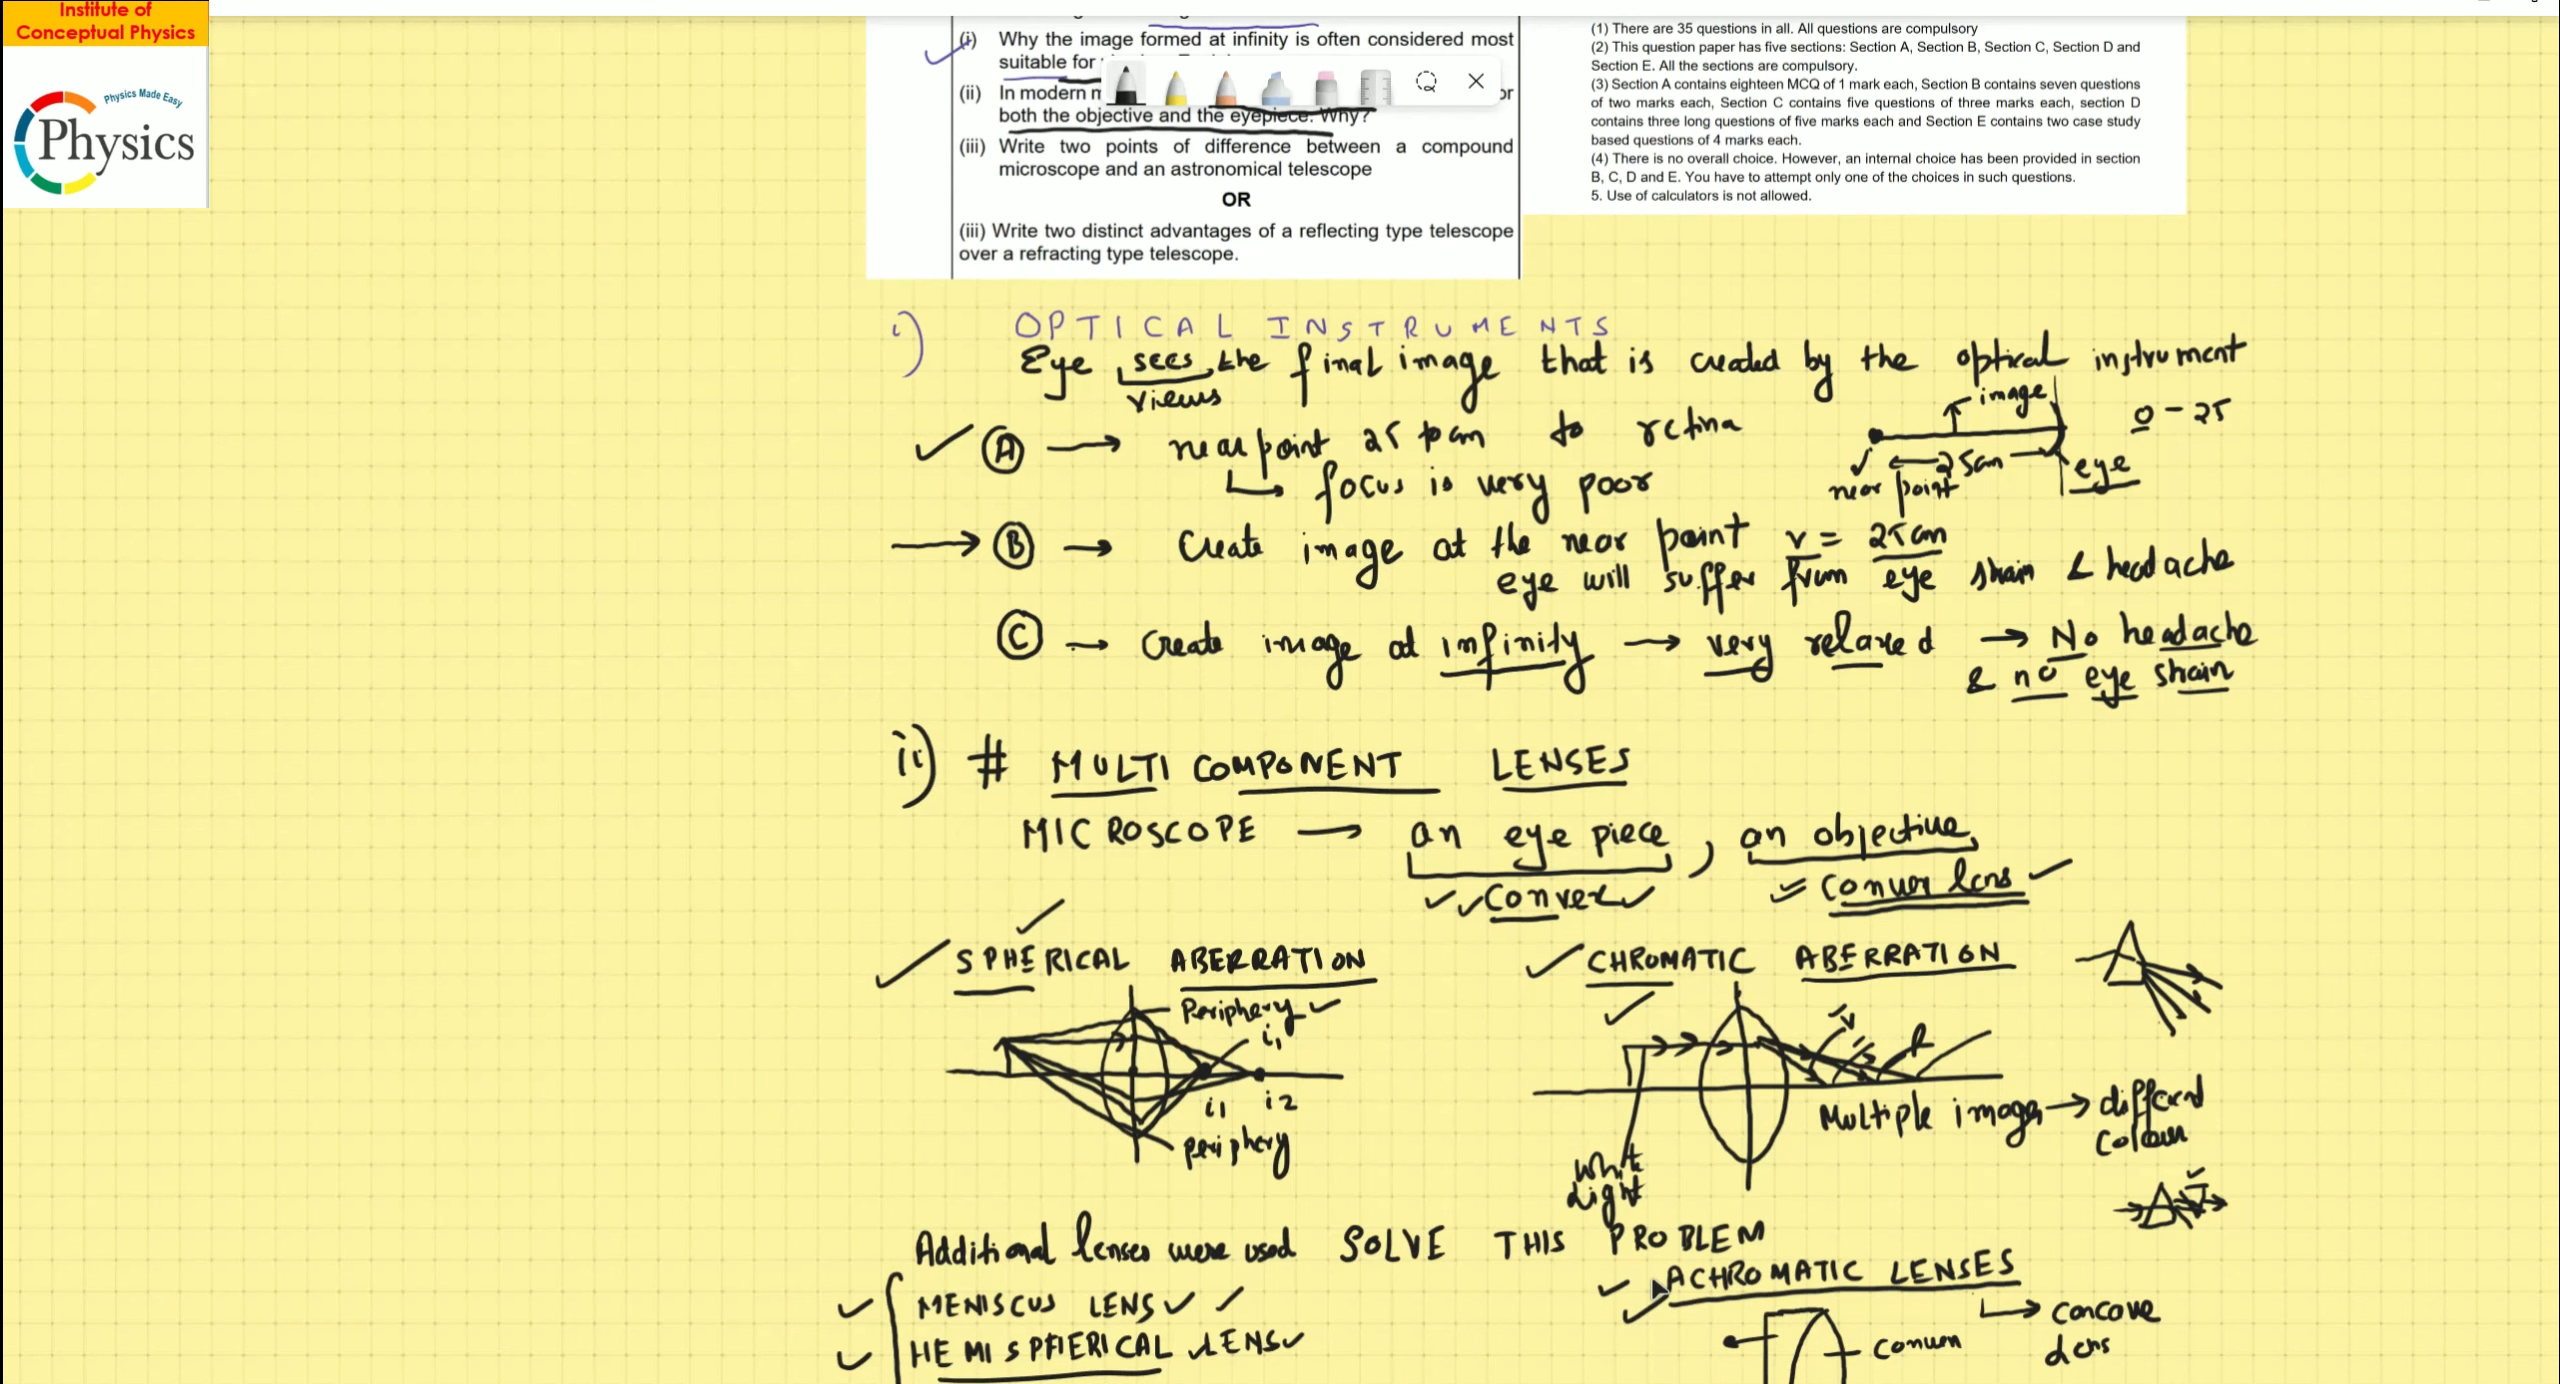 Institute of
Conceptual Physics
Physics Made Easy
Physics
(i) Why the image formed at infinity is often considered most
suitable for
(ii) In modern m
or
both the objective and the eyepiece. Why?
(iii) Write two points of difference between a compound
microscope and an astronomical telescope
OR
(iii) Write two distinct advantages of a reflecting type telescope
over a refracting type telescope.
(1) There are 35 questions in all. All questions are compulsory
(2) This question paper has five sections: Section A, Section B, Section C, Section D and
Section E. All the sections are compulsory.
(3) Section A contains eighteen MCQ of 1 mark each, Section B contains seven questions
of two marks each, Section C contains five questions of three marks each, section D
contains three long questions of five marks each and Section E contains two case study
based questions of 4 marks each.
(4) There is no overall choice. However, an internal choice has been provided in section
B, C, D and E. You have to attempt only one of the choices in such questions.
5. Use of calculators is not allowed.
i) OPTICAL INSTRUMENTS
Eye sees the final image that is created by the optical instrument
views
image
0 - 25
A → near point 25 cm to retina
25cm
eye
near point
↳ focus is very poor
B → Create image at the near point v = 25cm
eye will suffer from eye strain & headache
C → Create image at infinity → very relaxed → No headache
& no eye strain
ii) # MULTI COMPONENT LENSES
MICROSCOPE — an eye piece, an objective
Convex
Convex lens
SPHERICAL ABERRATION
CHROMATIC ABERRATION
Periphery
i1
i1 i2
periphery
Multiple images → different
colour
White
Light
Additional lenses were used SOLVE THIS PROBLEM
ACHROMATIC LENSES
MENISCUS LENS
HEMISPHERICAL LENS
↳ concave
lens
convex